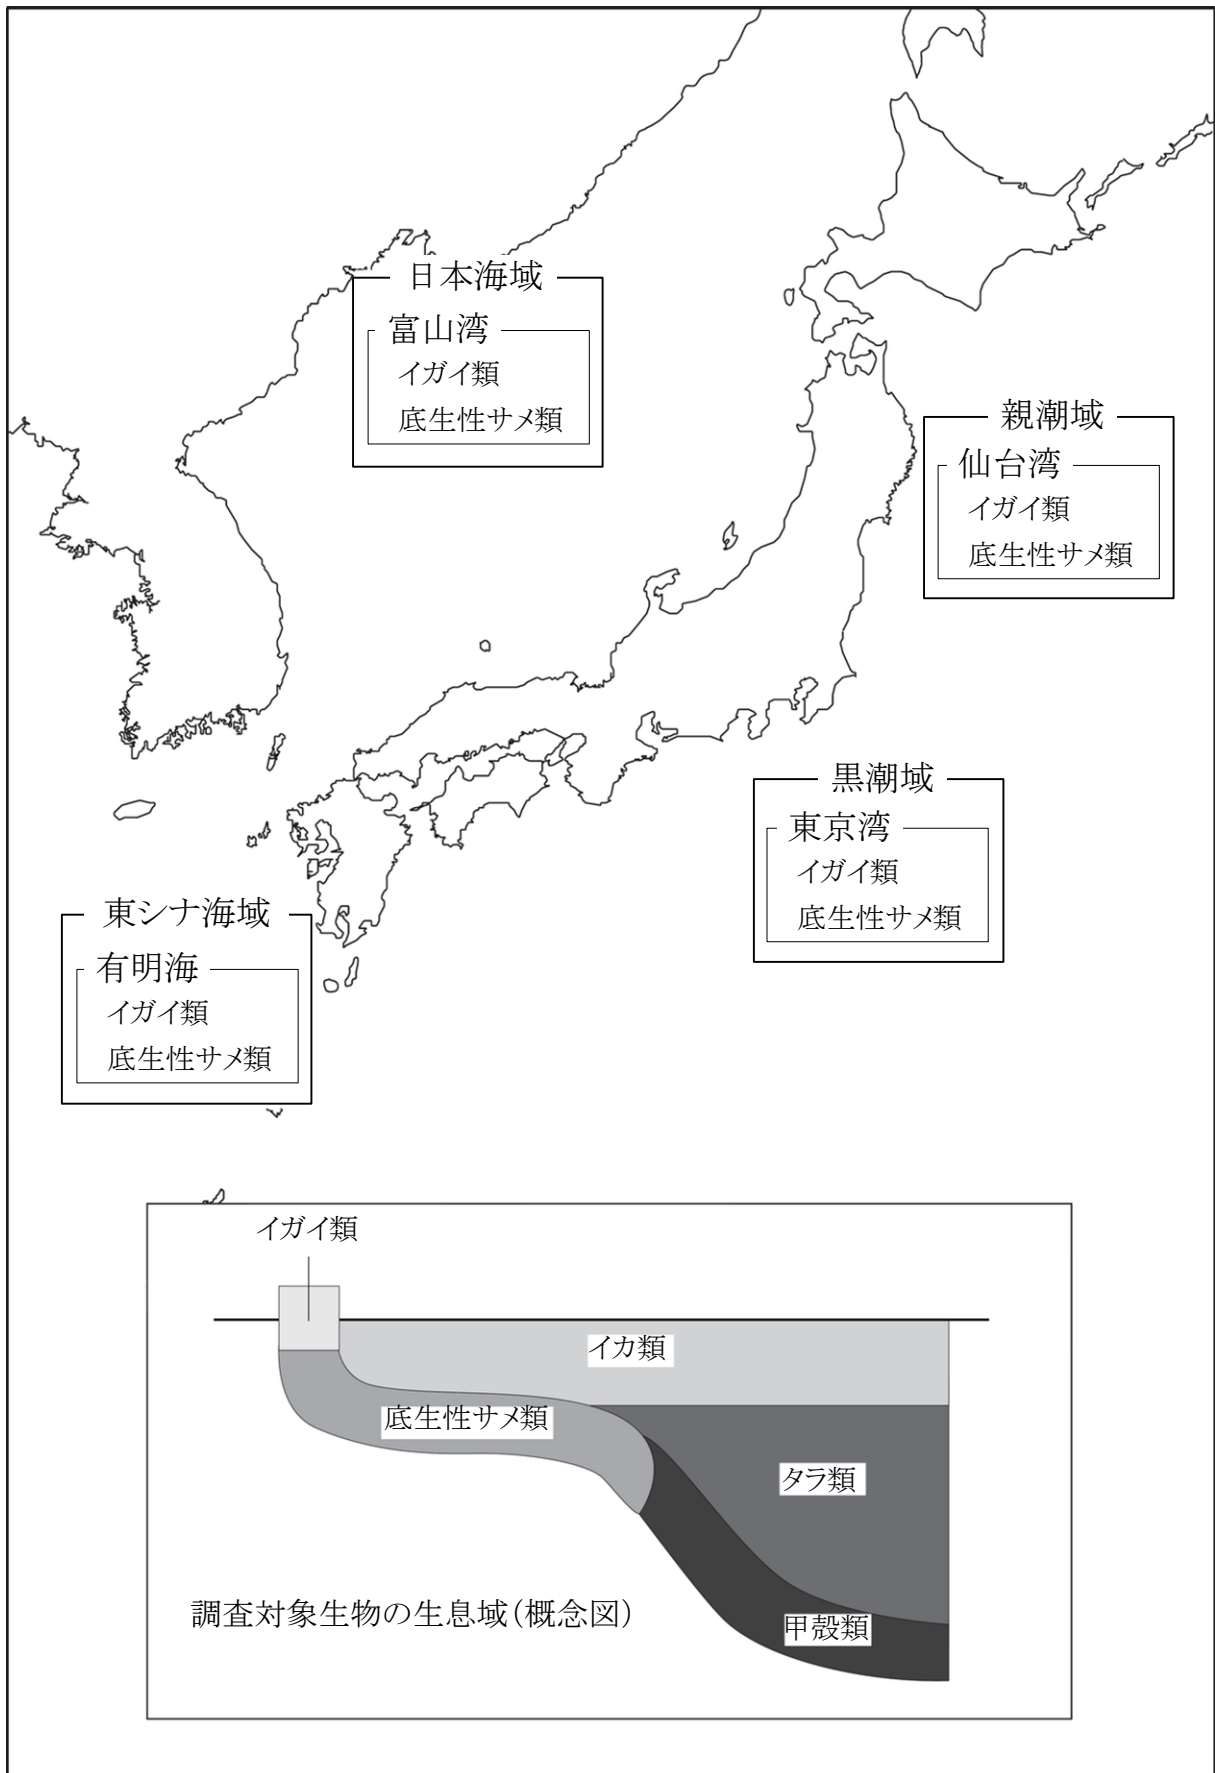 日本海域
富山湾
イガイ類
底生性サメ類
親潮域
仙台湾
イガイ類
底生性サメ類
黒潮域
東京湾
イガイ類
底生性サメ類
東シナ海域
有明海
イガイ類
底生性サメ類
イガイ類
イカ類
底生性サメ類
タラ類
甲殻類
調査対象生物の生息域(概念図)